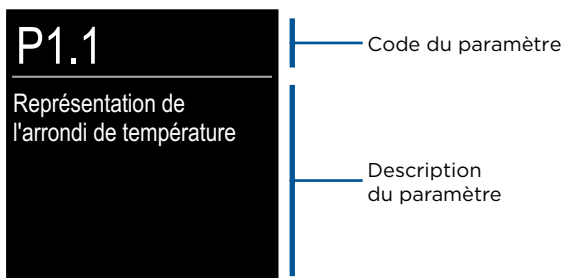 P1.1
Code du paramètre
Représentation de
l'arrondi de température
Description
du paramètre